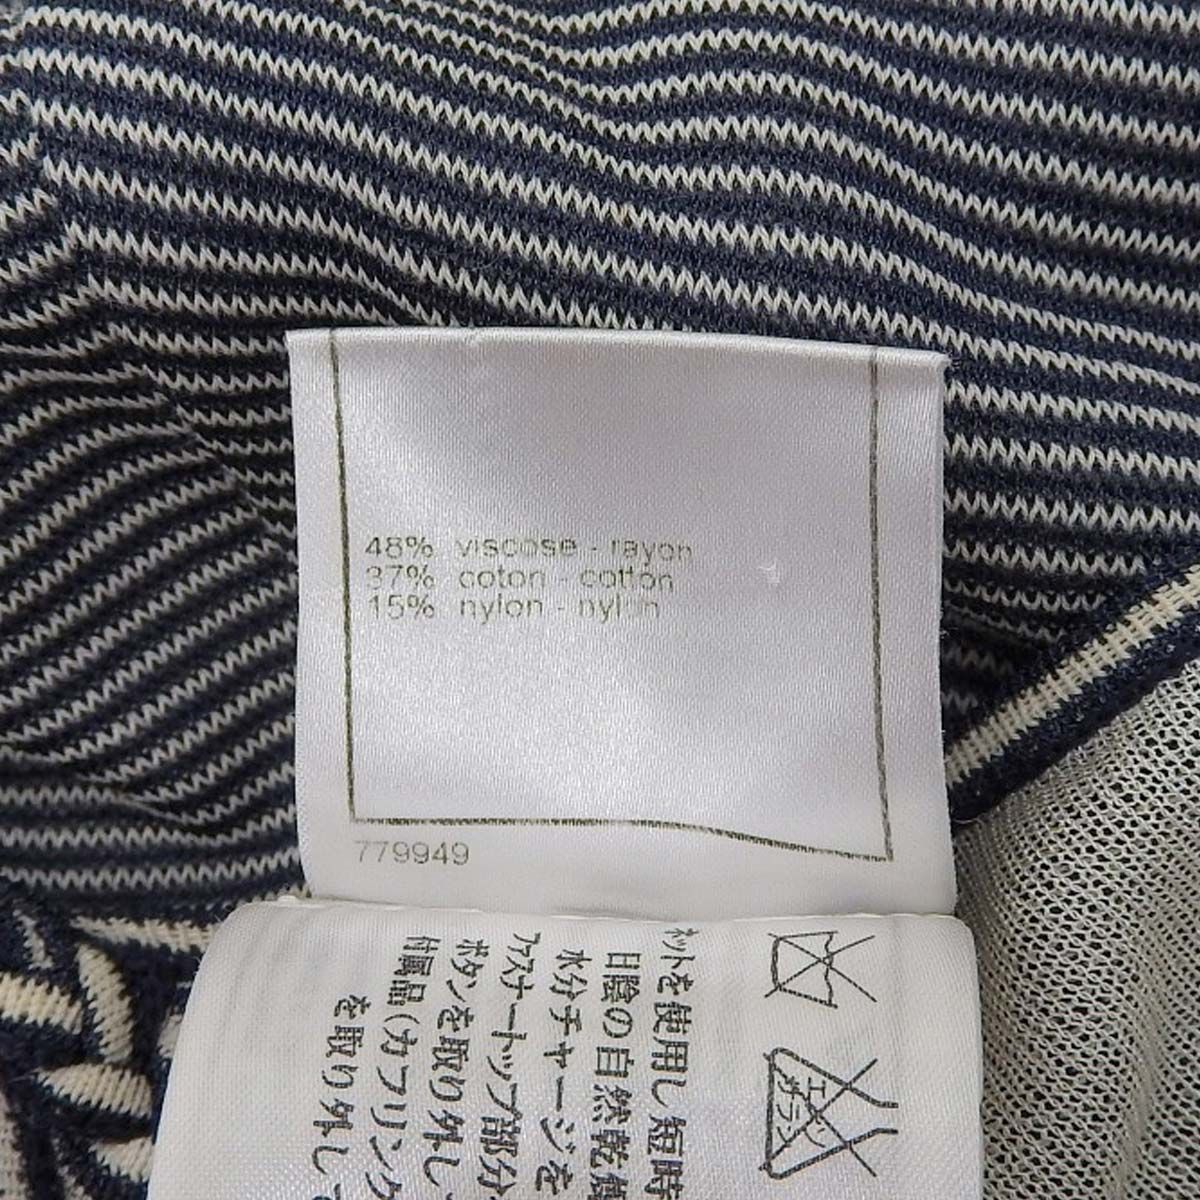 48% viscose - rayon
37% coton - cotton
15% nylon - nylon
779949
ネットを使用し短時
日陰の自然乾燥
水分チャージを
ファスナートップ部分
ボタンを取り外し
付属品(カフリンク
を取り外し